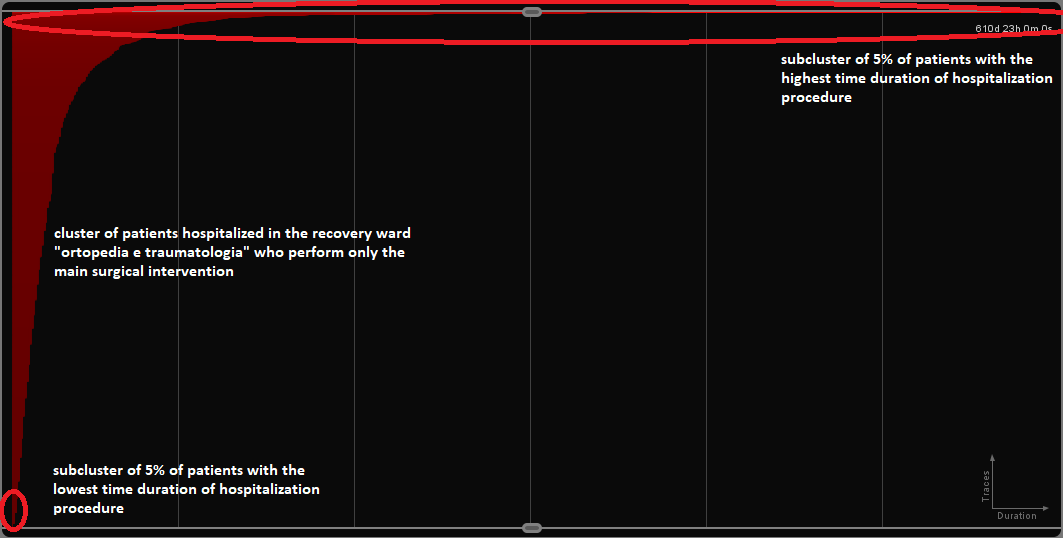 610d 23h 0m 0s
subcluster of 5% of patients with the
highest time duration of hospitalization
procedure
cluster of patients hospitalized in the recovery ward
"ortopedia e traumatologia" who perform only the
main surgical intervention
subcluster of 5% of patients with the
lowest time duration of hospitalization
procedure
Traces
Duration